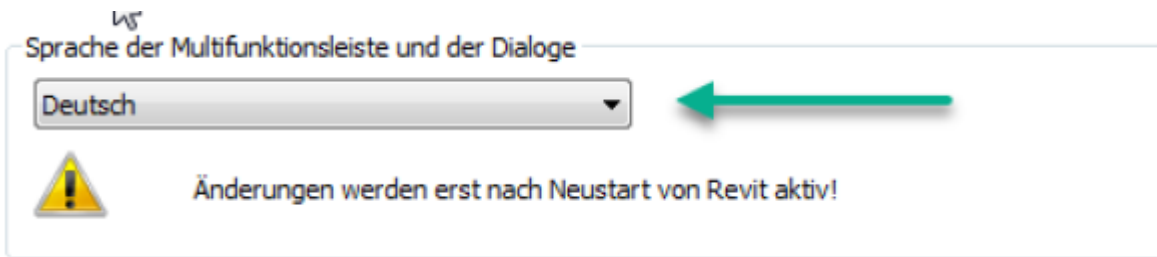 Sprache der Multifunktionsleiste und der Dialoge
Deutsch
Änderungen werden erst nach Neustart von Revit aktiv!